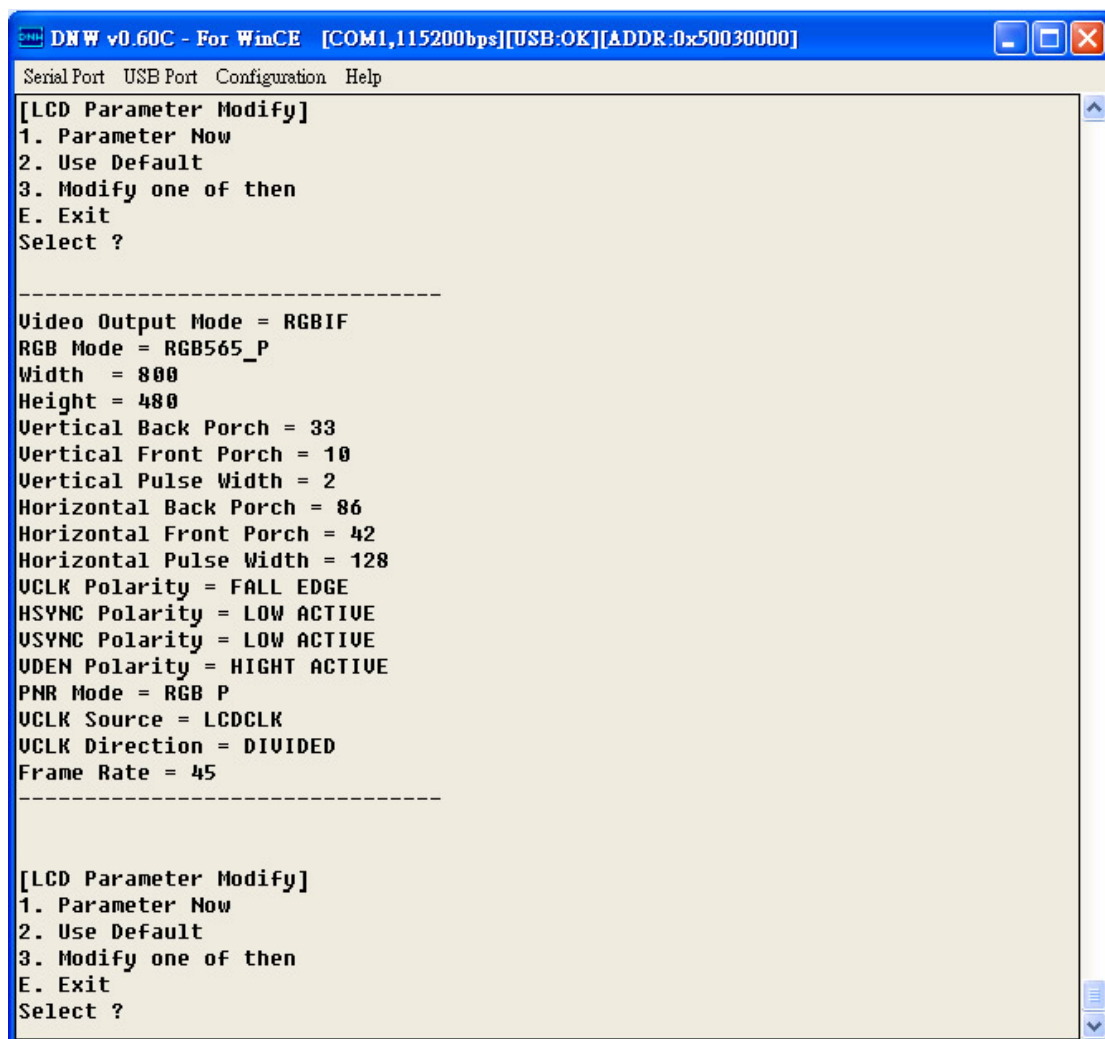 DNW v0.60C - For WinCE [COM1,115200bps][USB:OK][ADDR:0x50030000]
Serial Port USB Port Configuration Help
[LCD Parameter Modify]
1. Parameter Now
2. Use Default
3. Modify one of then
E. Exit
Select ?
--------------------------------
Video Output Mode = RGBIF
RGB Mode = RGB565_P
Width  = 800
Height = 480
Vertical Back Porch = 33
Vertical Front Porch = 10
Vertical Pulse Width = 2
Horizontal Back Porch = 86
Horizontal Front Porch = 42
Horizontal Pulse Width = 128
VCLK Polarity = FALL EDGE
HSYNC Polarity = LOW ACTIVE
VSYNC Polarity = LOW ACTIVE
VDEN Polarity = HIGHT ACTIVE
PNR Mode = RGB P
VCLK Source = LCDCLK
VCLK Direction = DIVIDED
Frame Rate = 45
--------------------------------
[LCD Parameter Modify]
1. Parameter Now
2. Use Default
3. Modify one of then
E. Exit
Select ?